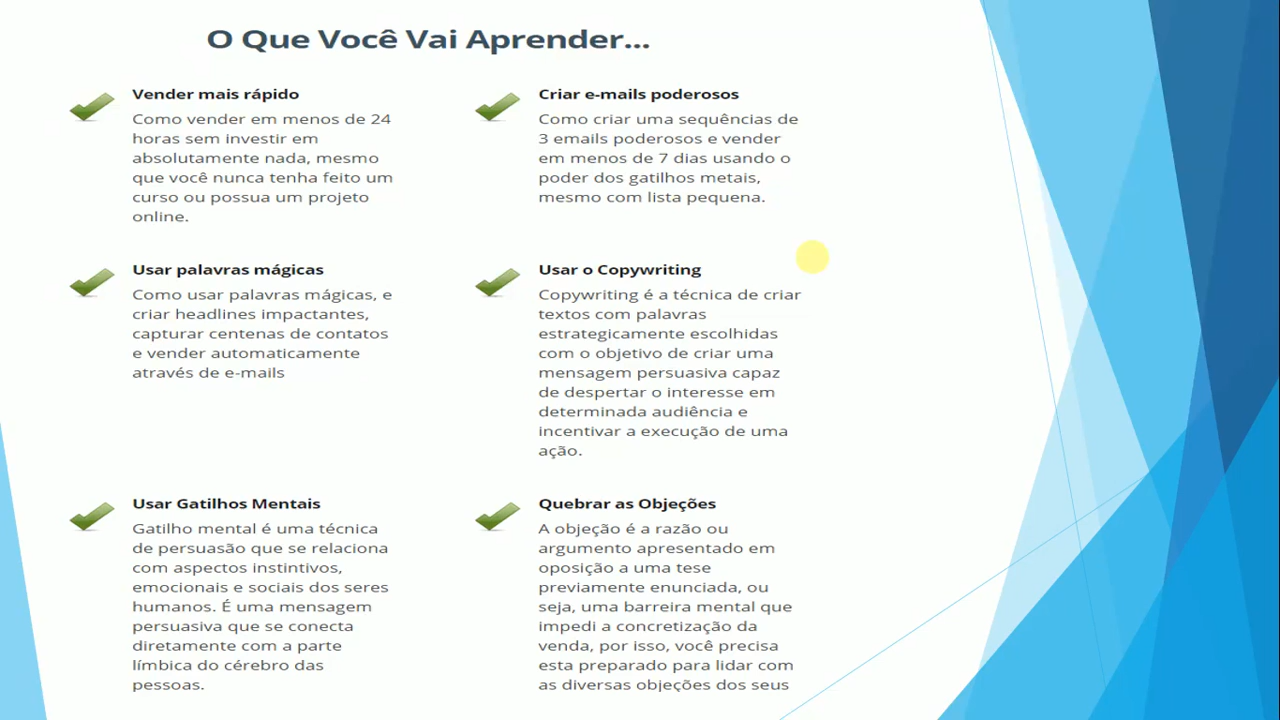 O Que Você Vai Aprender...
Vender mais rápido
Como vender em menos de 24
horas sem investir em
absolutamente nada, mesmo
que você nunca tenha feito um
curso ou possua um projeto
online.
Criar e-mails poderosos
Como criar uma sequências de
3 emails poderosos e vender
em menos de 7 dias usando o
poder dos gatilhos metais,
mesmo com lista pequena.
Usar palavras mágicas
Como usar palavras mágicas, e
criar headlines impactantes,
capturar centenas de contatos
e vender automaticamente
através de e-mails
Usar o Copywriting
Copywriting é a técnica de criar
textos com palavras
estrategicamente escolhidas
com o objetivo de criar uma
mensagem persuasiva capaz
de despertar o interesse em
determinada audiência e
incentivar a execução de uma
ação.
Usar Gatilhos Mentais
Gatilho mental é uma técnica
de persuasão que se relaciona
com aspectos instintivos,
emocionais e sociais dos seres
humanos. É uma mensagem
persuasiva que se conecta
diretamente com a parte
límbica do cérebro das
pessoas.
Quebrar as Objeções
A objeção é a razão ou
argumento apresentado em
oposição a uma tese
previamente enunciada, ou
seja, uma barreira mental que
impedi a concretização da
venda, por isso, você precisa
esta preparado para lidar com
as diversas objeções dos seus